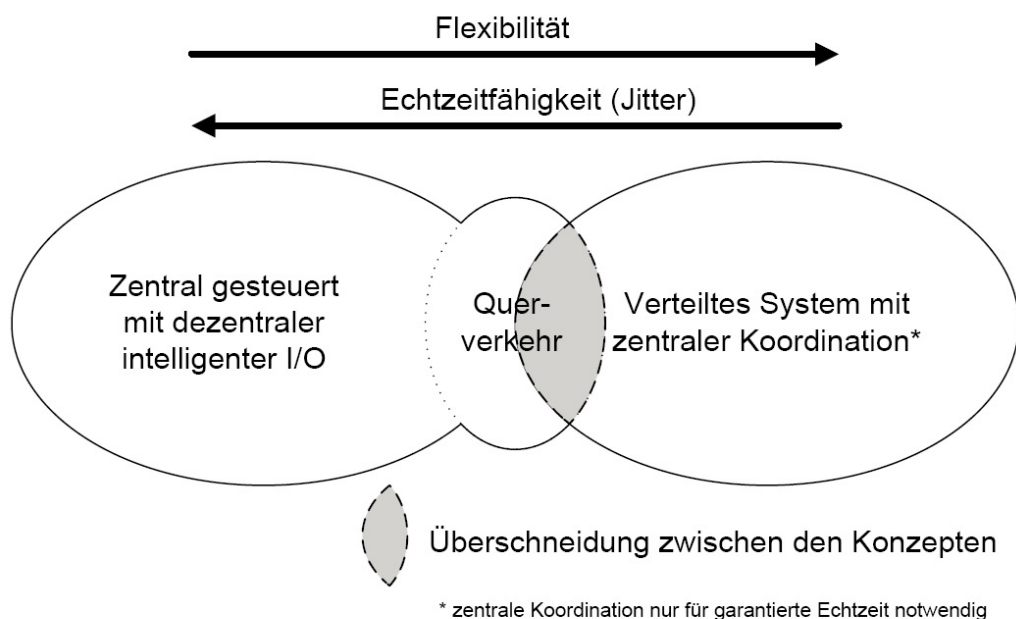 Flexibilität
Echtzeitfähigkeit (Jitter)
Zentral gesteuert
mit dezentraler
intelligenter I/O
Quer-
verkehr
Verteiltes System mit
zentraler Koordination*
Überschneidung zwischen den Konzepten
* zentrale Koordination nur für garantierte Echtzeit notwendig